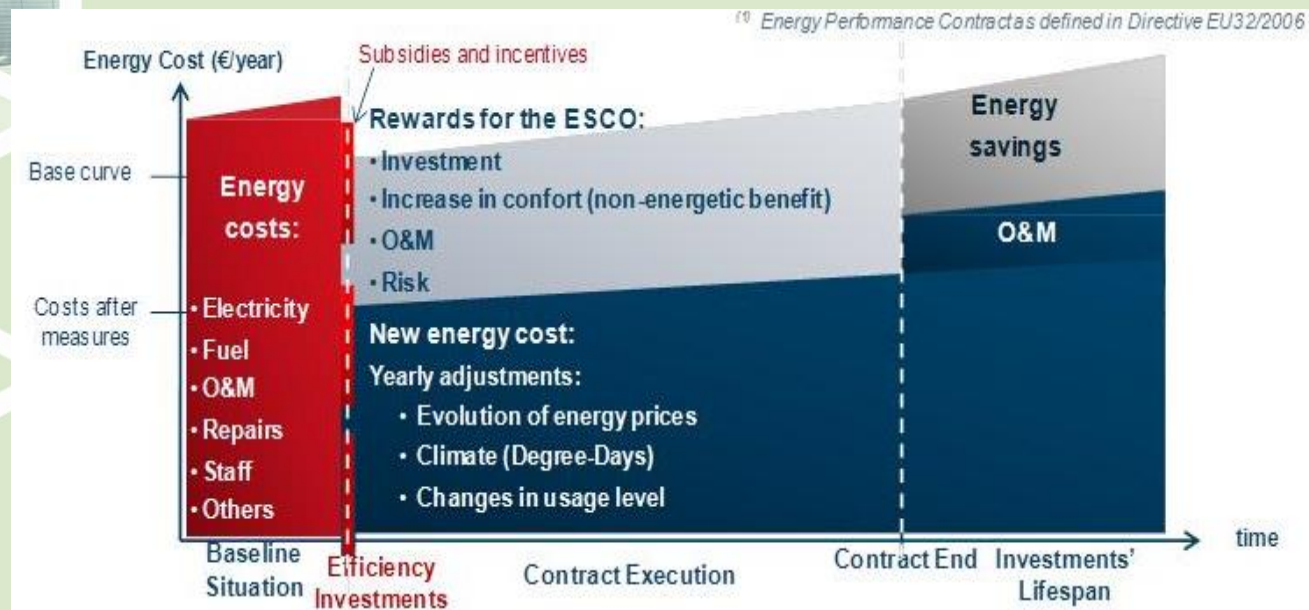 (1) Energy Performance Contract as defined in Directive EU32/2006
Energy Cost (€/year)
Subsidies and incentives
Base curve
Costs after
measures
Energy
costs:
• Electricity
• Fuel
• O&M
• Repairs
• Staff
• Others
Rewards for the ESCO:
• Investment
• Increase in confort (non-energetic benefit)
• O&M
• Risk
New energy cost:
Yearly adjustments:
• Evolution of energy prices
• Climate (Degree-Days)
• Changes in usage level
Energy
savings
O&M
time
Baseline
Situation
Efficiency
Investments
Contract Execution
Contract End
Investments'
Lifespan